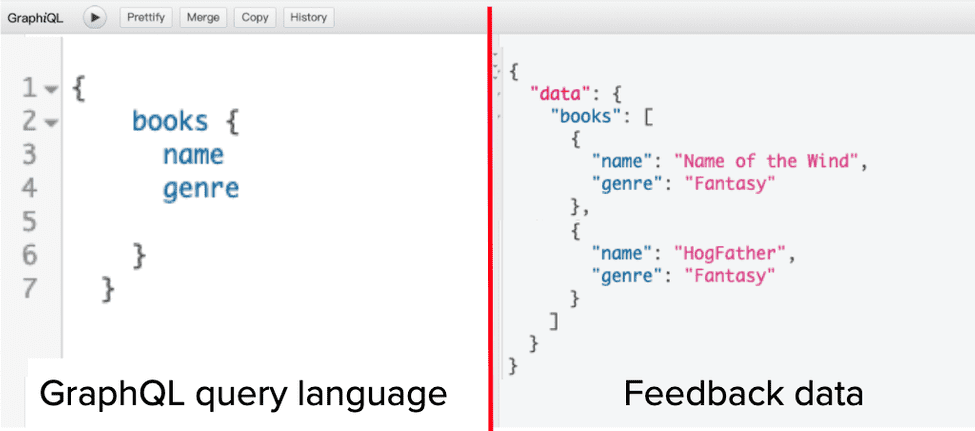 GraphiQL Prettify Merge Copy History
1 {
2 books {
3 name
4 genre
5
6 }
7 }
GraphQL query language
{
"data": {
"books": [
{
"name": "Name of the Wind",
"genre": "Fantasy"
},
{
"name": "HogFather",
"genre": "Fantasy"
}
]
}
}
Feedback data